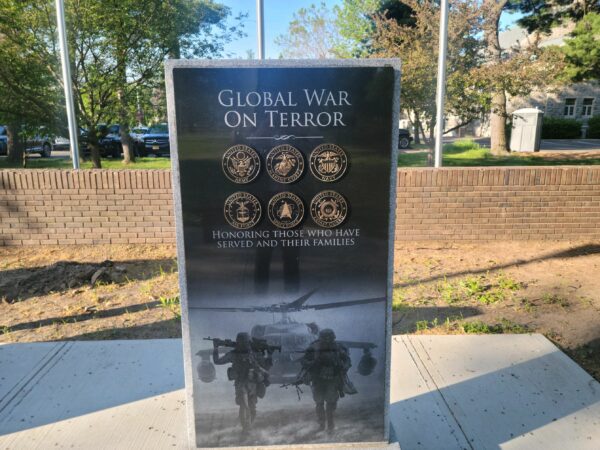 Global War
On Terror
Honoring those who have
served and their families